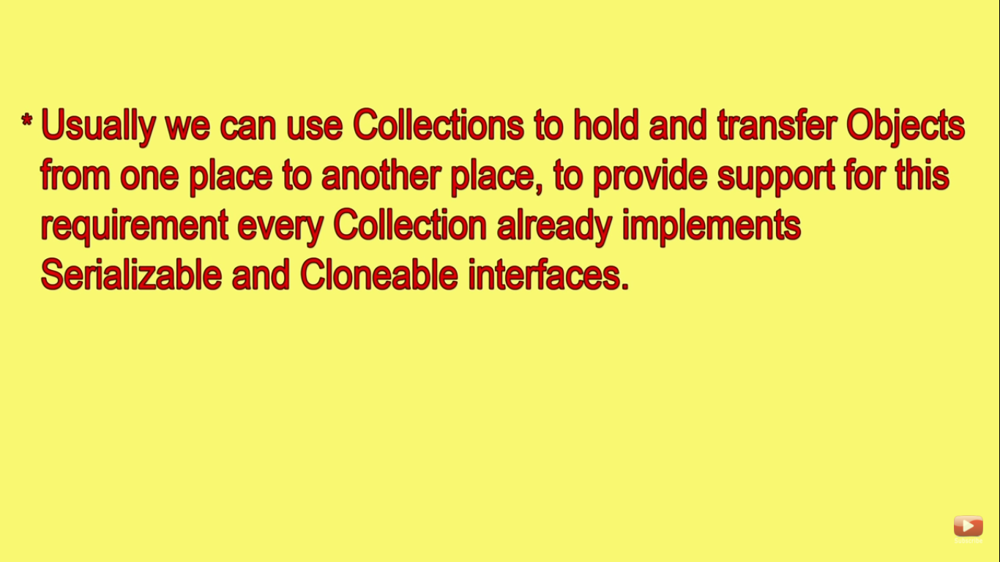 * Usually we can use Collections to hold and transfer Objects
from one place to another place, to provide support for this
requirement every Collection already implements
Serializable and Cloneable interfaces.